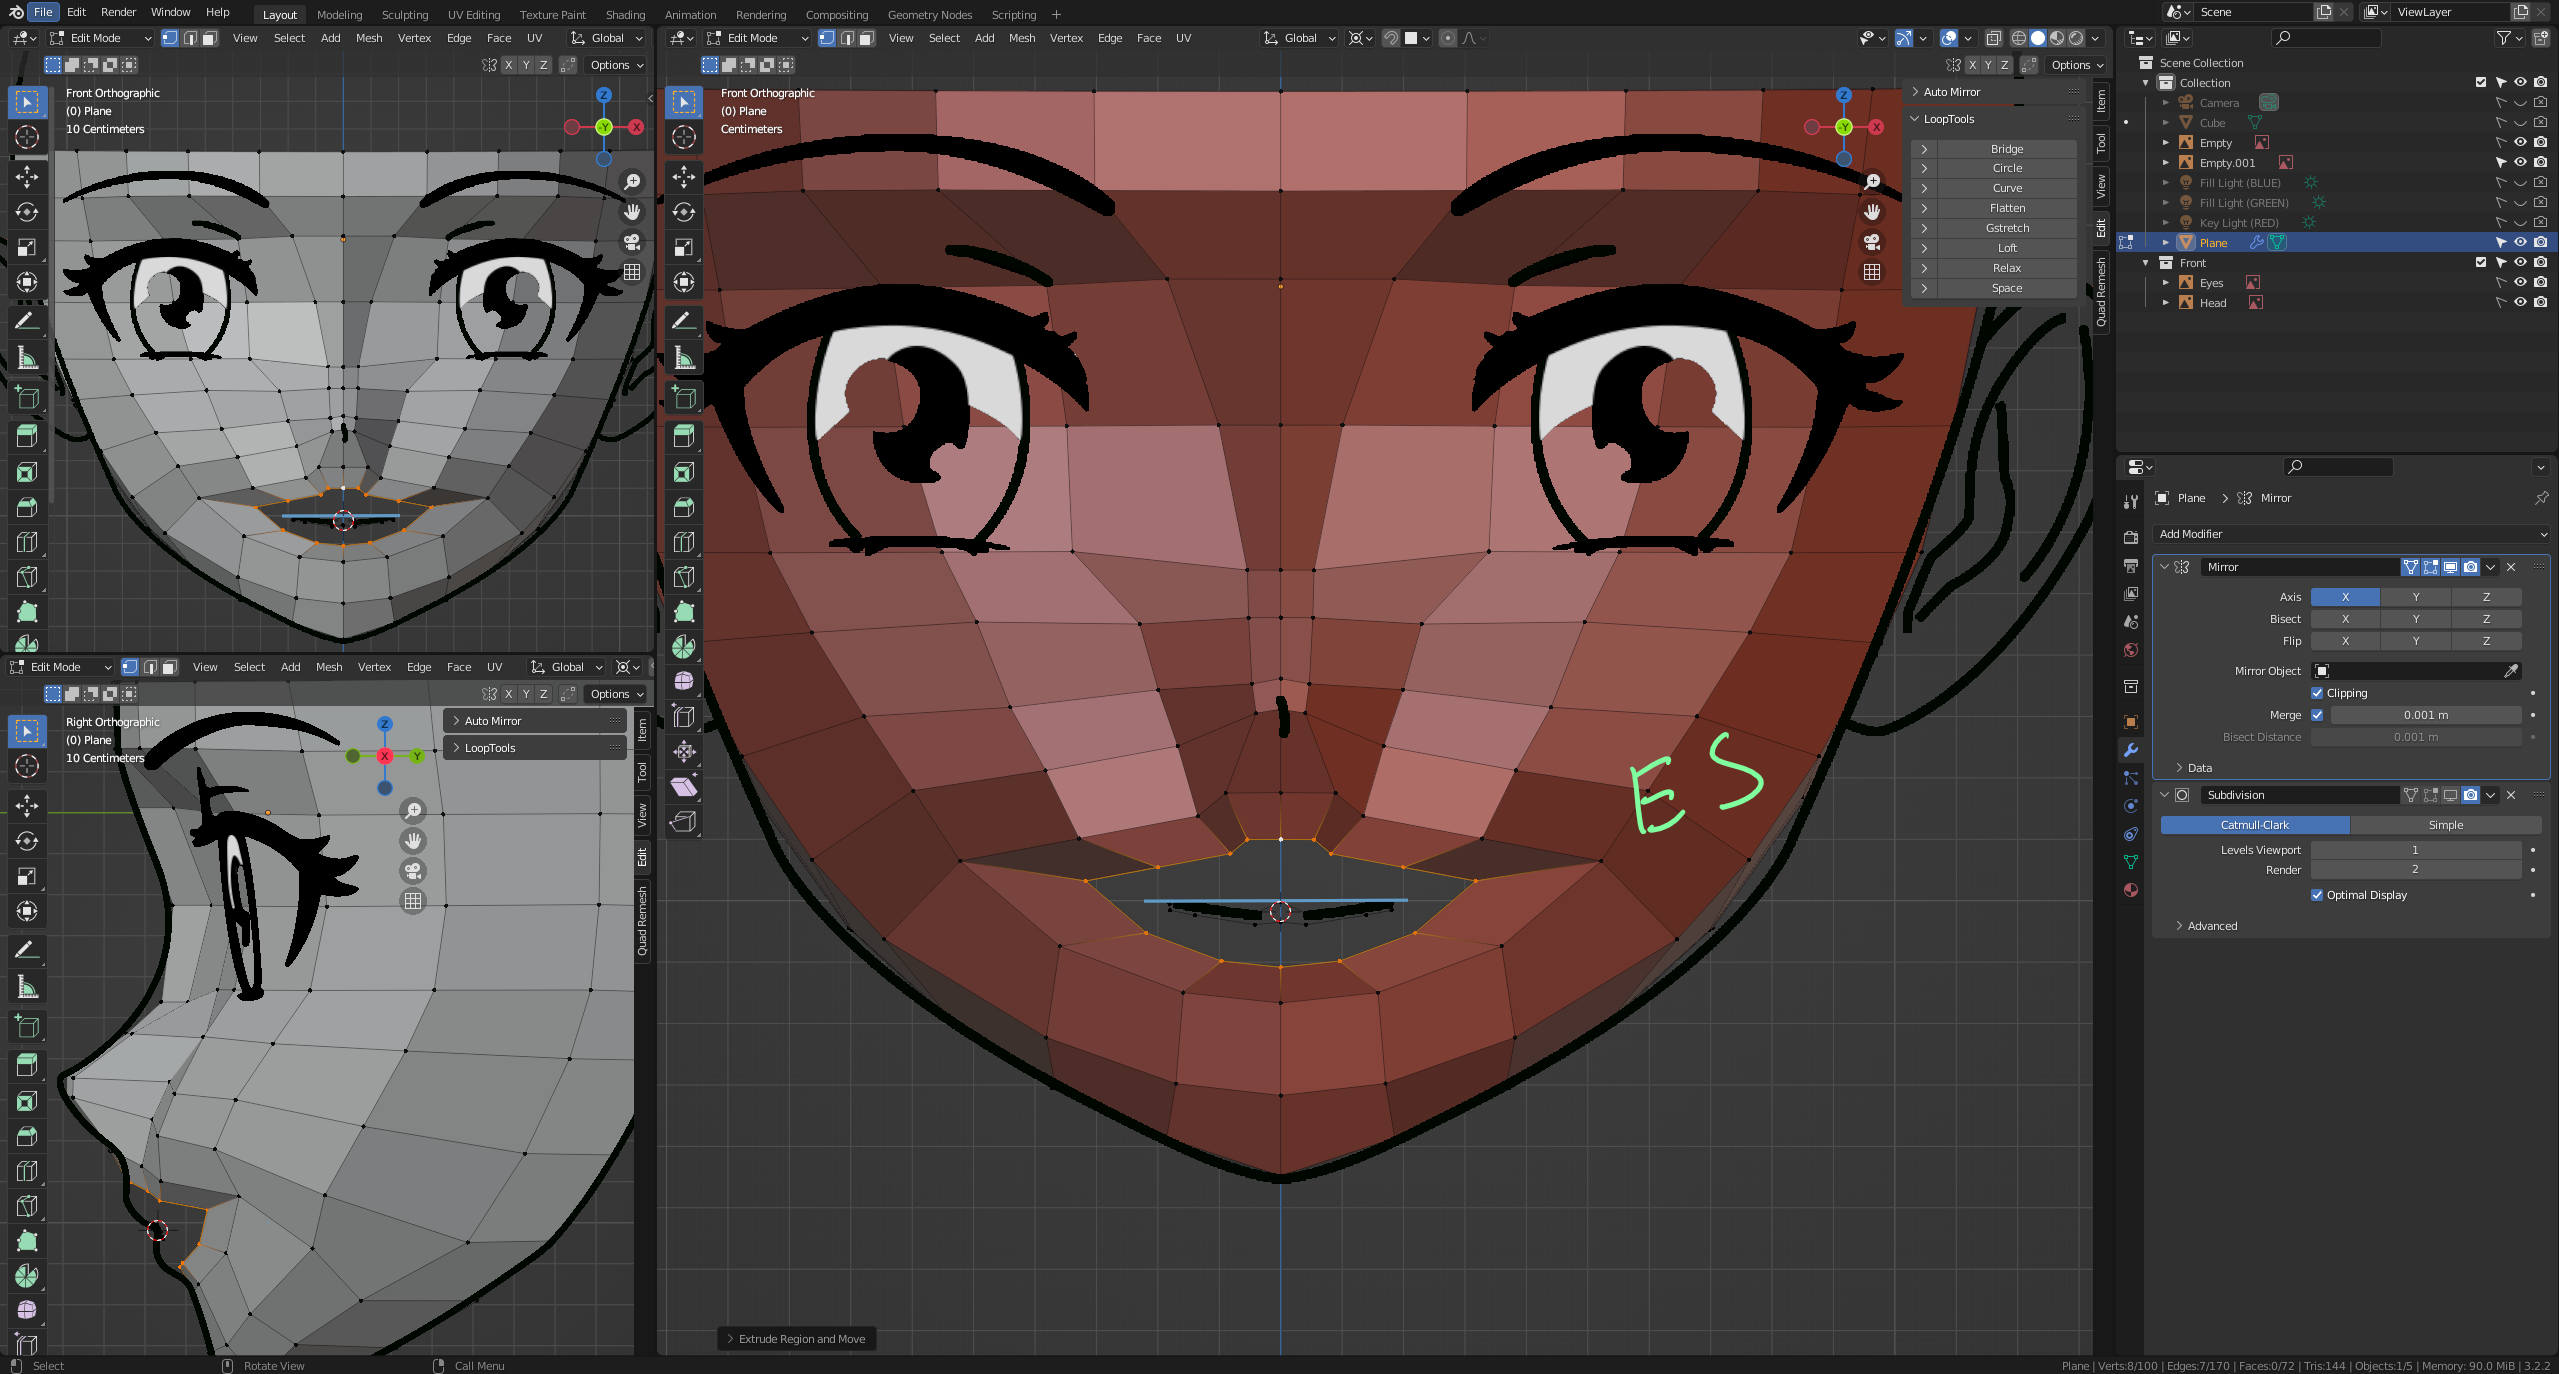 File Edit Render Window Help Layout Modeling Sculpting UV Editing Texture Paint Shading Animation Rendering Compositing Geometry Nodes Scripting + Scene ViewLayer
Edit Mode View Select Add Mesh Vertex Edge Face UV Global
X Y Z Options
Front Orthographic
(0) Plane
10 Centimeters
Z
-Y
X
Edit Mode View Select Add Mesh Vertex Edge Face UV Global
X Y Z Options
Front Orthographic
(0) Plane
Centimeters
Z
-Y
X
Auto Mirror
LoopTools
Bridge
Circle
Curve
Flatten
Gstretch
Loft
Relax
Space
Item
Tool
View
Edit
Quad Remesh
E S
Extrude Region and Move
Edit Mode View Select Add Mesh Vertex Edge Face UV Global
X Y Z Options
Right Orthographic
(0) Plane
10 Centimeters
Z
X
Y
Auto Mirror
LoopTools
Item
Tool
View
Edit
Quad Remesh
Scene Collection
Collection
Camera
Cube
Empty
Empty.001
Fill Light (BLUE)
Fill Light (GREEN)
Key Light (RED)
Plane
Front
Eyes
Head
Plane > Mirror
Add Modifier
Mirror
Axis X Y Z
Bisect X Y Z
Flip X Y Z
Mirror Object
Clipping
Merge 0.001 m
Bisect Distance 0.001 m
Data
Subdivision
Catmull-Clark Simple
Levels Viewport 1
Render 2
Optimal Display
Advanced
Select Rotate View Call Menu
Plane | Verts:8/100 | Edges:7/170 | Faces:0/72 | Tris:144 | Objects:1/5 | Memory: 90.0 MiB | 3.2.2